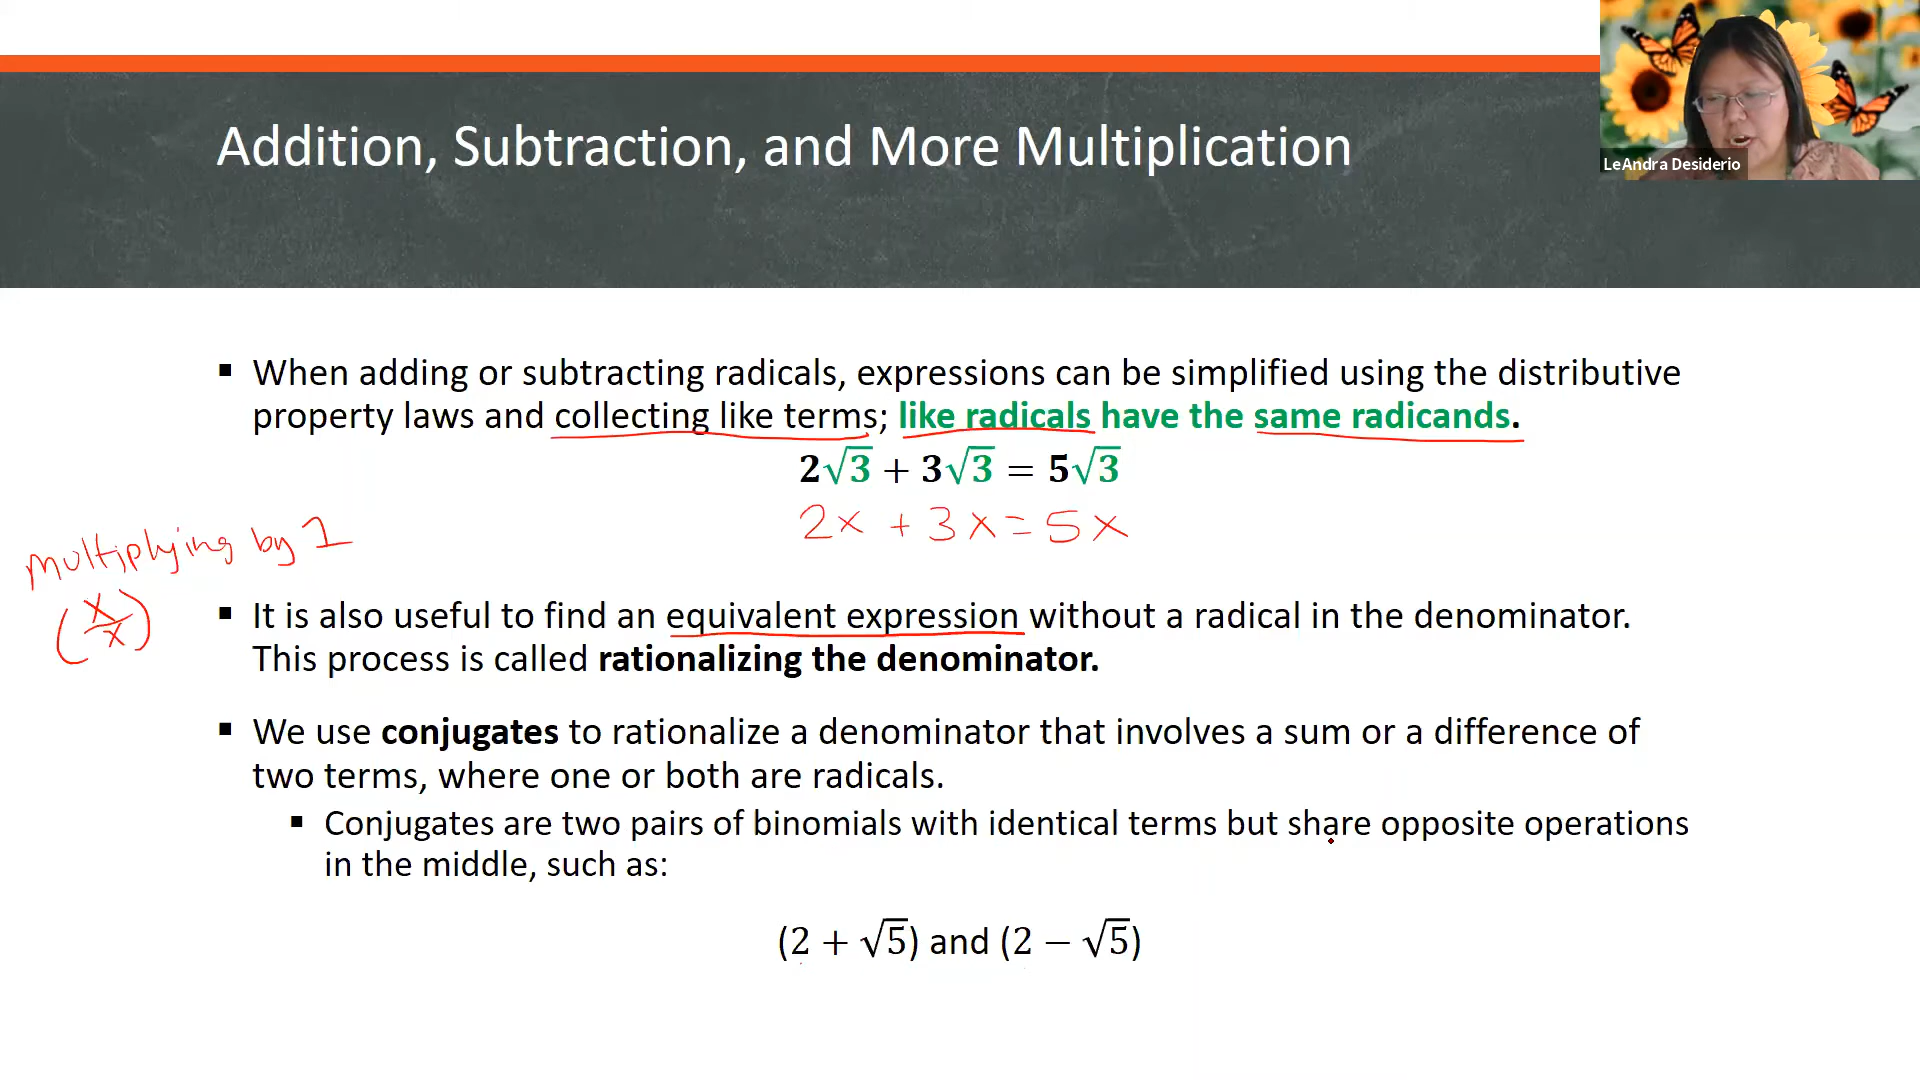 LeAndra Desiderio
Addition, Subtraction, and More Multiplication
▪ When adding or subtracting radicals, expressions can be simplified using the distributive
property laws and collecting like terms; like radicals have the same radicands.
2√3 + 3√3 = 5√3
2x + 3x = 5x
multiplying by 1
(x/x)
▪ It is also useful to find an equivalent expression without a radical in the denominator.
This process is called rationalizing the denominator.
▪ We use conjugates to rationalize a denominator that involves a sum or a difference of
two terms, where one or both are radicals.
▪ Conjugates are two pairs of binomials with identical terms but share opposite operations
in the middle, such as:
(2 + √5) and (2 − √5)